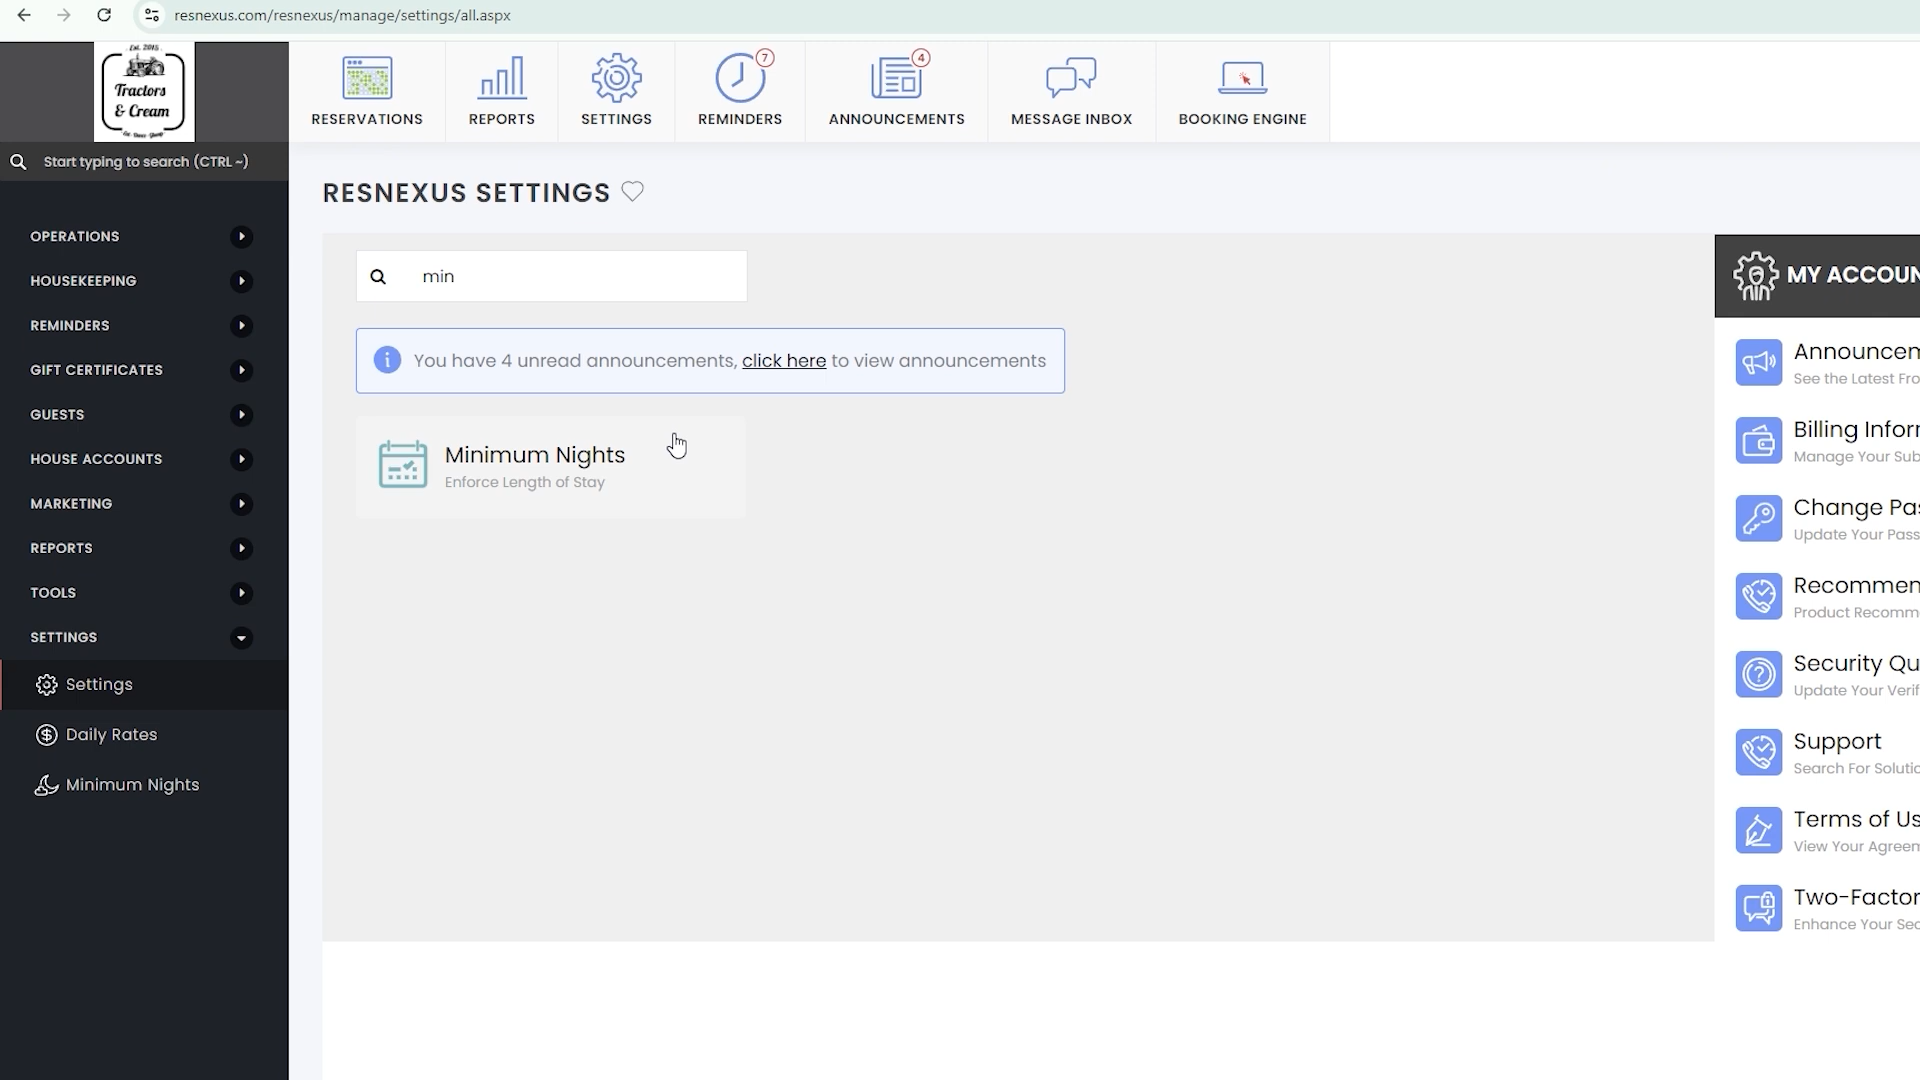 resnexus.com/resnexus/manage/settings/all.aspx
Est. 2015
Tractors
& Cream
RESERVATIONS
REPORTS
SETTINGS
7
REMINDERS
4
ANNOUNCEMENTS
MESSAGE INBOX
BOOKING ENGINE
Start typing to search (CTRL ~)
OPERATIONS
HOUSEKEEPING
REMINDERS
GIFT CERTIFICATES
GUESTS
HOUSE ACCOUNTS
MARKETING
REPORTS
TOOLS
SETTINGS
Settings
Daily Rates
Minimum Nights
RESNEXUS SETTINGS
min
You have 4 unread announcements, click here to view announcements
Minimum Nights
Enforce Length of Stay
MY ACCOUN
Announcem
See the Latest Fro
Billing Inforr
Manage Your Sub
Change Pas
Update Your Pass
Recommen
Product Recomm
Security Qu
Update Your Verif
Support
Search For Solutio
Terms of Us
View Your Agreem
Two-Factor
Enhance Your Sec